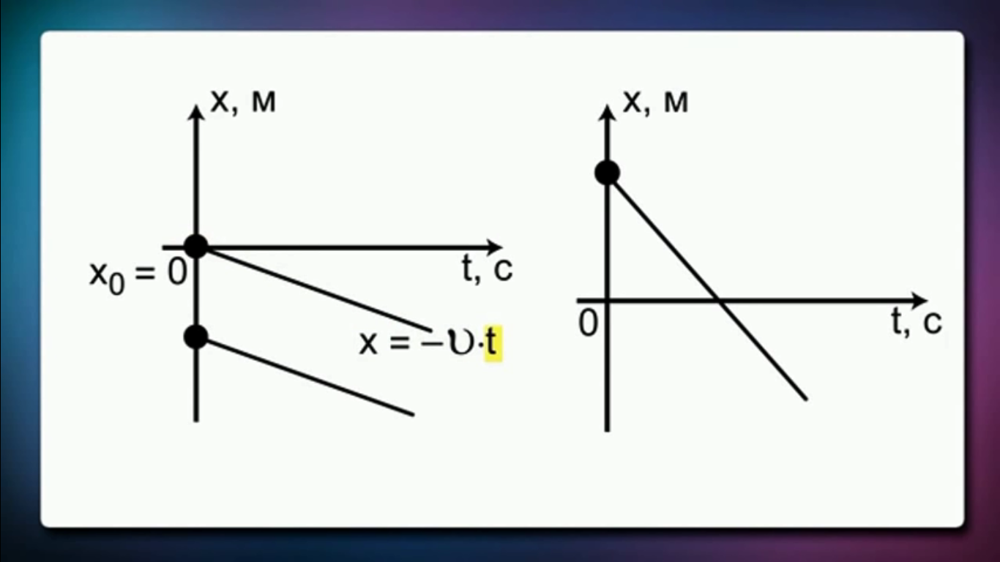 х, м
х, м
x₀ = 0
t, с
0
t, с
x = −υ·t